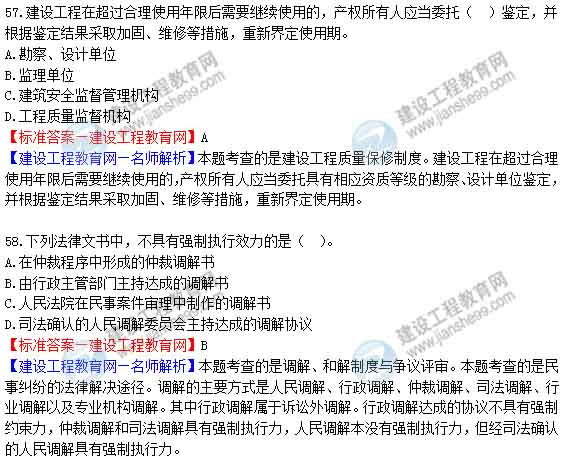 57.建设工程在超过合理使用年限后需要继续使用的，产权所有人应当委托（　）鉴定，并
根据鉴定结果采取加固、维修等措施，重新界定使用期。
A.勘察、设计单位
B.监理单位
C.建筑安全监督管理机构
D.工程质量监督机构
【标准答案－建设工程教育网】A
【建设工程教育网－名师解析】本题考查的是建设工程质量保修制度。建设工程在超过合理
使用年限后需要继续使用的，产权所有人应当委托具有相应资质等级的勘察、设计单位鉴定，
并根据鉴定结果采取加固、维修等措施，重新界定使用期。
58.下列法律文书中，不具有强制执行效力的是（　）。
A.在仲裁程序中形成的仲裁调解书
B.由行政主管部门主持达成的调解书
C.人民法院在民事案件审理中制作的调解书
D.司法确认的人民调解委员会主持达成的调解协议
【标准答案－建设工程教育网】B
【建设工程教育网－名师解析】本题考查的是调解、和解制度与争议评审。本题考查的是民
事纠纷的法律解决途径。调解的主要方式是人民调解、行政调解、仲裁调解、司法调解、行
业调解以及专业机构调解。其中行政调解属于诉讼外调解。行政调解达成的协议不具有强制
约束力，仲裁调解和司法调解具有强制执行力，人民调解本没有强制执行力，但经司法确认
的人民调解具有强制执行力。
建设工程教育网
www.jianshe99.com
建设工程教育网
www.jianshe99.com